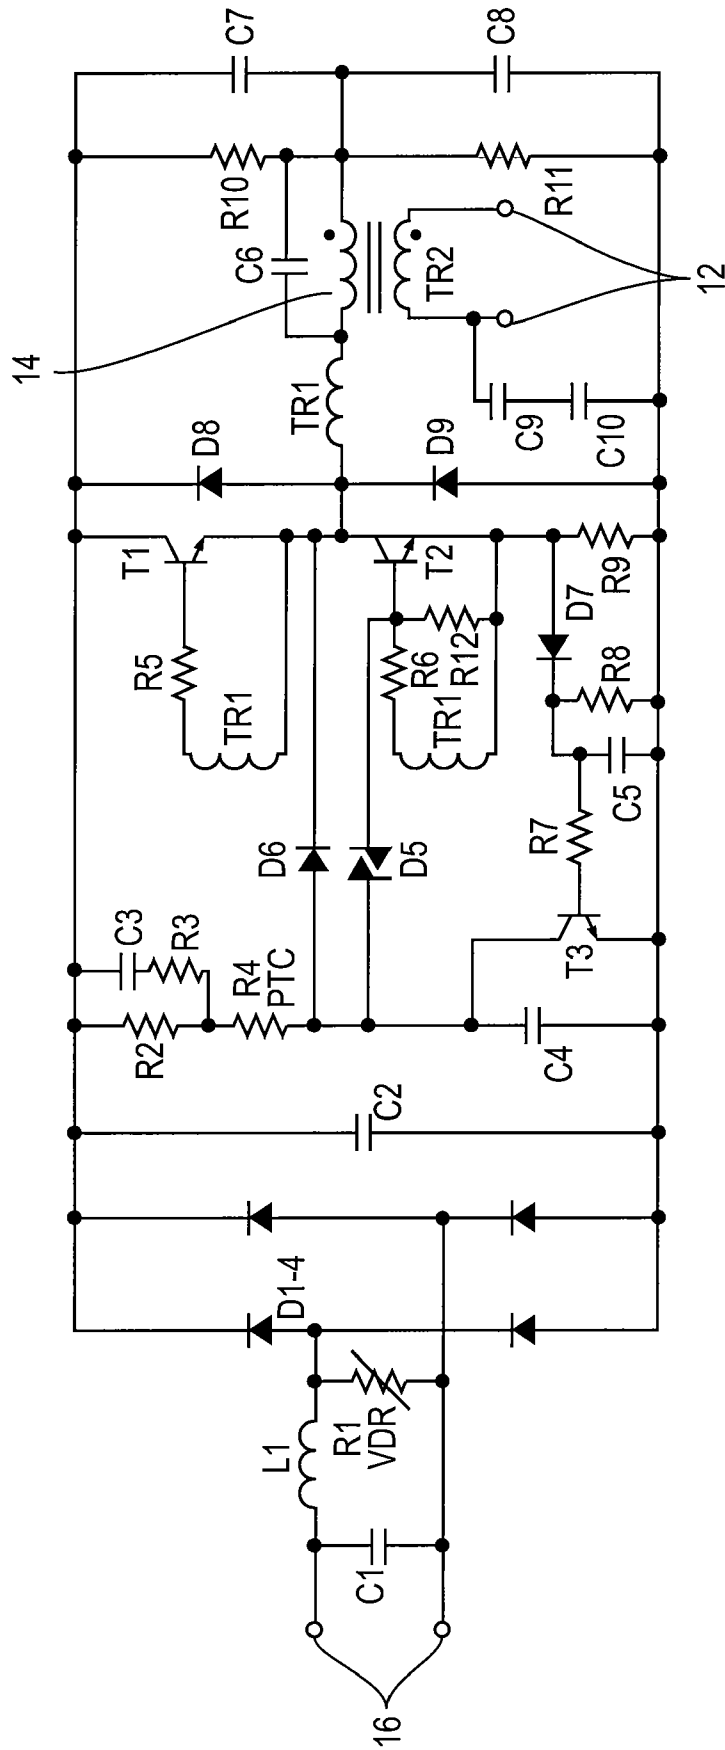 16
C1
L1
R1
VDR
D1-4
C2
R2
C3
R3
R4
PTC
C4
D6
D5
T3
R7
C5
R8
D7
R9
R5
TR1
T1
R6
TR1
R12
T2
D8
D9
TR1
14
C6
R10
C7
TR2
C9
C10
12
R11
C8